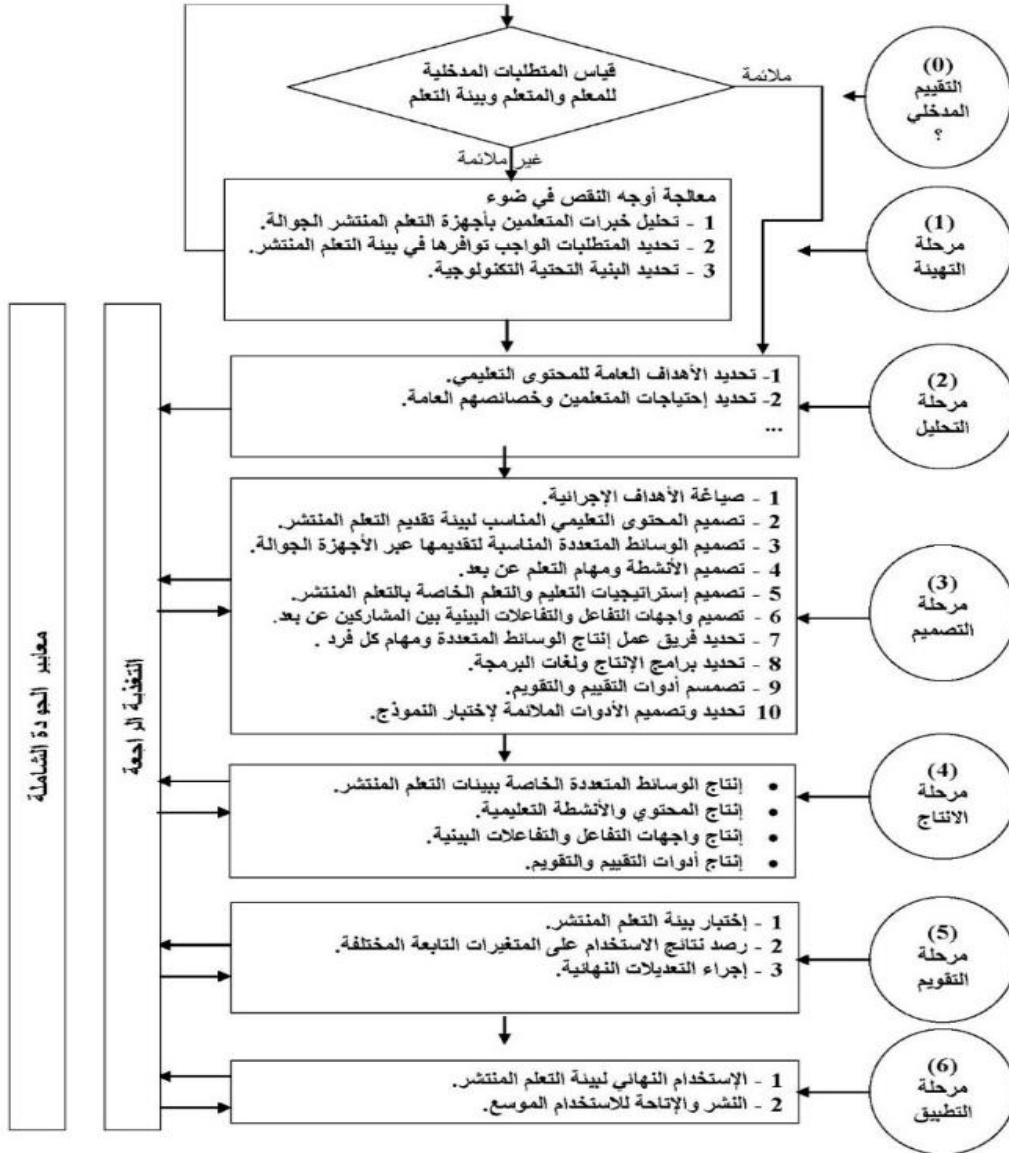 قياس المتطلبات المدخلية
للمعلم والمتعلم وبيئة التعلم
ملائمة
غير ملائمة
(0)
التقييم
المدخلي
؟
معالجة أوجه النقص في ضوء
1 - تحليل خبرات المتعلمين بأجهزة التعلم المنتشر الجوالة.
2 - تحديد المتطلبات الواجب توافرها في بيئة التعلم المنتشر.
3 - تحديد البنية التحتية التكنولوجية.
(1)
مرحلة
التهيئة
1- تحديد الأهداف العامة للمحتوى التعليمي.
2- تحديد إحتياجات المتعلمين وخصائصهم العامة.
...
(2)
مرحلة
التحليل
1 - صياغة الأهداف الإجرائية.
2 - تصميم المحتوى التعليمي المناسب لبيئة تقديم التعلم المنتشر.
3 - تصميم الوسائط المتعددة المناسبة لتقديمها عبر الأجهزة الجوالة.
4 - تصميم الأنشطة ومهام التعلم عن بعد.
5 - تصميم إستراتيجيات التعليم والتعلم الخاصة بالتعلم المنتشر.
6 - تصميم واجهات التفاعل والتفاعلات البينية بين المشاركين عن بعد.
7 - تحديد فريق عمل إنتاج الوسائط المتعددة ومهام كل فرد .
8 - تحديد برامج الإنتاج ولغات البرمجة.
9 - تصمسم أدوات التقييم والتقويم.
10 تحديد وتصميم الأدوات الملائمة لإختبار النموذج.
(3)
مرحلة
التصميم
• إنتاج الوسائط المتعددة الخاصة ببيئات التعلم المنتشر.
• إنتاج المحتوي والأنشطة التعليمية.
• إنتاج واجهات التفاعل والتفاعلات البينية.
• إنتاج أدوات التقييم والتقويم.
(4)
مرحلة
الانتاج
1 - إختبار بيئة التعلم المنتشر.
2 - رصد نتائج الاستخدام على المتغيرات التابعة المختلفة.
3 - إجراء التعديلات النهائية.
(5)
مرحلة
التقويم
1 - الإستخدام النهائي لبيئة التعلم المنتشر.
2 - النشر والإتاحة للاستخدام الموسع.
(6)
مرحلة
التطبيق
التغذية الراجعة
معايير الجودة الشاملة